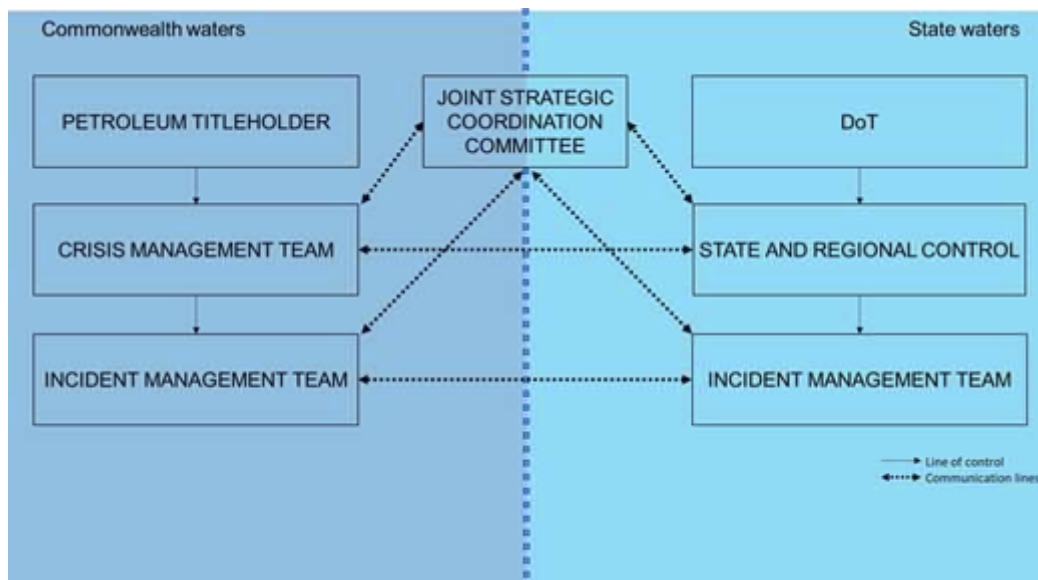 Commonwealth waters
State waters
PETROLEUM TITLEHOLDER
JOINT STRATEGIC
COORDINATION
COMMITTEE
DoT
CRISIS MANAGEMENT TEAM
STATE AND REGIONAL CONTROL
INCIDENT MANAGEMENT TEAM
INCIDENT MANAGEMENT TEAM
Line of control
Communication lines